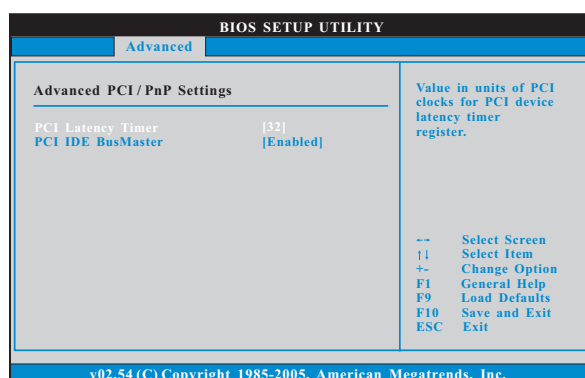 BIOS SETUP UTILITY
Advanced
Advanced PCI / PnP Settings
PCI Latency Timer [32]
PCI IDE BusMaster [Enabled]
Value in units of PCI
clocks for PCI device
latency timer
register.
←→ Select Screen
↑↓ Select Item
+- Change Option
F1 General Help
F9 Load Defaults
F10 Save and Exit
ESC Exit
v02.54 (C) Copyright 1985-2005, American Megatrends, Inc.